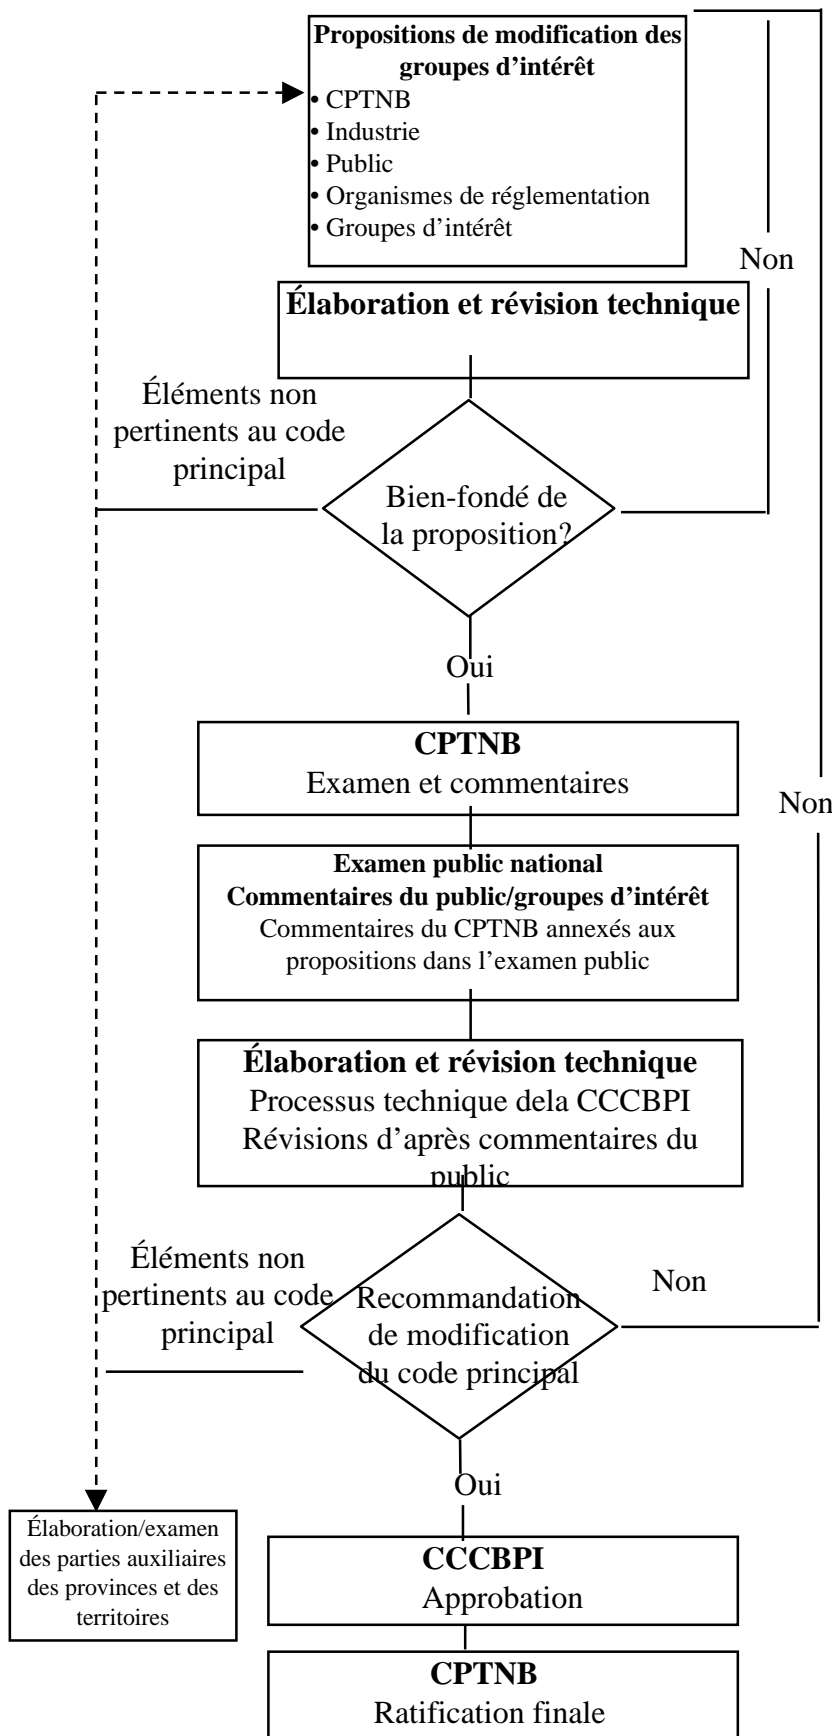 Propositions de modification des
groupes d’intérêt
• CPTNB
• Industrie
• Public
• Organismes de réglementation
• Groupes d’intérêt
Non
Élaboration et révision technique
Éléments non
pertinents au code
principal
Bien-fondé de
la proposition?
Oui
CPTNB
Examen et commentaires
Non
Examen public national
Commentaires du public/groupes d’intérêt
Commentaires du CPTNB annexés aux
propositions dans l’examen public
Élaboration et révision technique
Processus technique dela CCCBPI
Révisions d’après commentaires du
public
Éléments non
pertinents au code
principal
Recommandation
de modification
du code principal
Non
Oui
Élaboration/examen
des parties auxiliaires
des provinces et des
territoires
CCCBPI
Approbation
CPTNB
Ratification finale